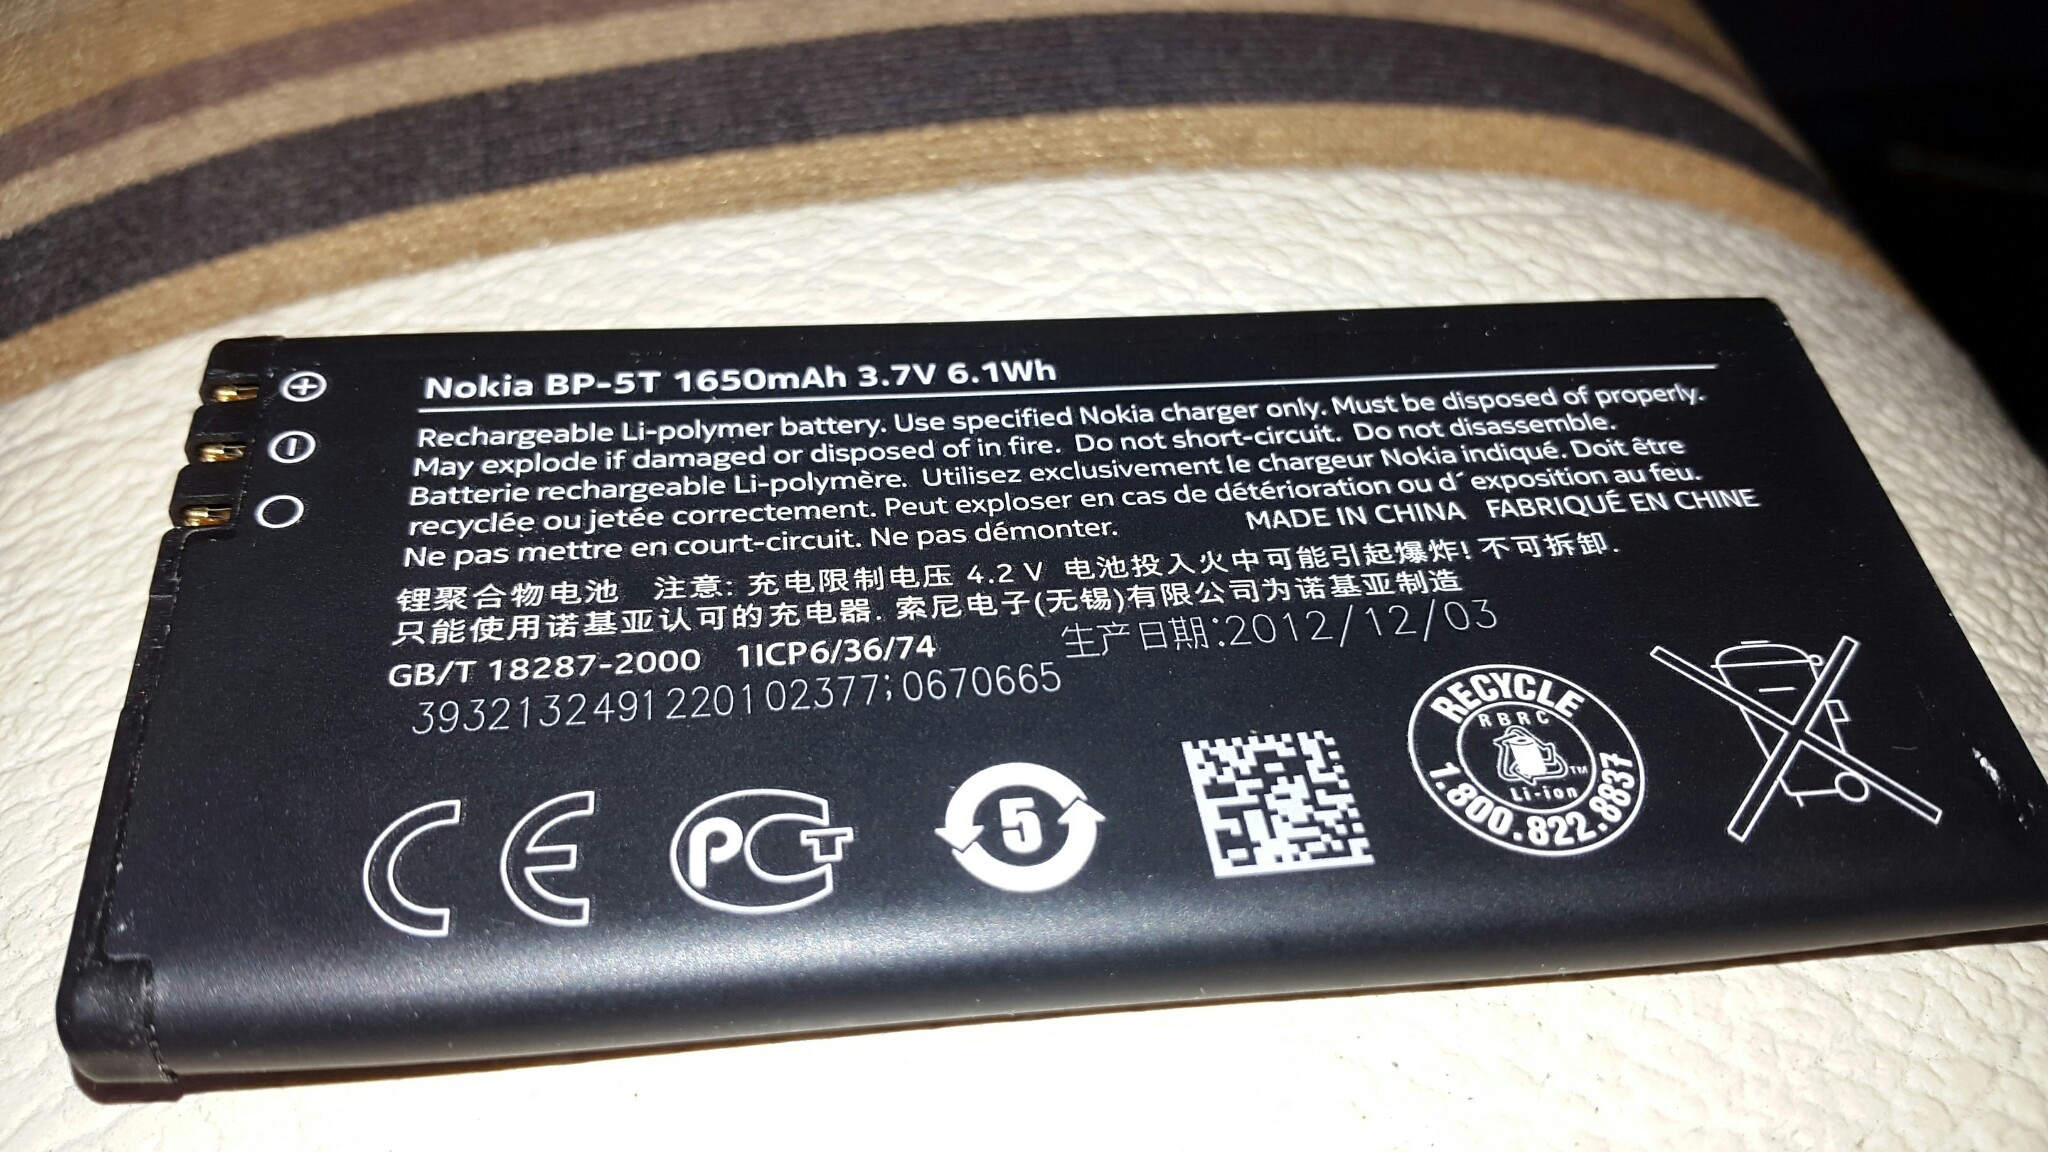 Nokia BP-5T 1650mAh 3.7V 6.1Wh
Rechargeable Li-polymer battery. Use specified Nokia charger only. Must be disposed of properly.
May explode if damaged or disposed of in fire. Do not short-circuit. Do not disassemble.
Batterie rechargeable Li-polymère. Utilisez exclusivement le chargeur Nokia indiqué. Doit être
recyclée ou jetée correctement. Peut exploser en cas de détérioration ou d´exposition au feu.
Ne pas mettre en court-circuit. Ne pas démonter. MADE IN CHINA FABRIQUÉ EN CHINE
锂聚合物电池 注意: 充电限制电压 4.2 V 电池投入火中可能引起爆炸! 不可拆卸.
只能使用诺基亚认可的充电器. 索尼电子(无锡)有限公司为诺基亚制造
GB/T 18287-2000 1ICP6/36/74 生产日期:2012/12/03
3932132491220102377;0670665
CE PCT 5
RECYCLE
RBRC
Li-ion TM
1.800.822.8837